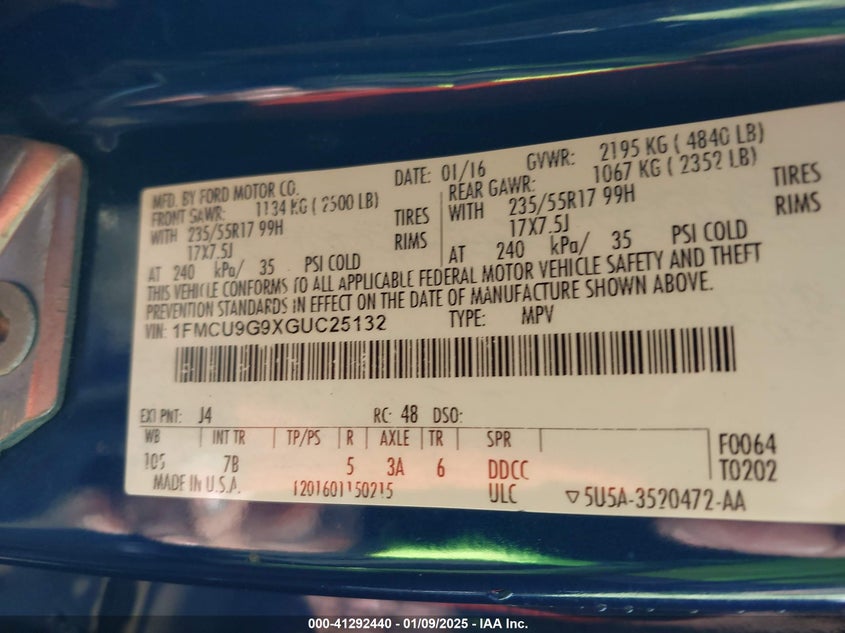 MFD. BY FORD MOTOR CO.
DATE: 01/16 GVWR: 2195 KG ( 4840 LB)
FRONT GAWR: 1134 KG ( 2500 LB)
REAR GAWR: 1067 KG ( 2352 LB)
WITH 235/55R17 99H TIRES
WITH 235/55R17 99H TIRES
17X7.5J RIMS
17X7.5J RIMS
AT 240 kPa/ 35 PSI COLD
AT 240 kPa/ 35 PSI COLD
THIS VEHICLE CONFORMS TO ALL APPLICABLE FEDERAL MOTOR VEHICLE SAFETY AND THEFT
PREVENTION STANDARDS IN EFFECT ON THE DATE OF MANUFACTURE SHOWN ABOVE.
VIN: 1FMCU9G9XGUC25132 TYPE: MPV
EXT PNT: J4 RC: 48 DSO:
WB INT TR TP/PS R AXLE TR SPR F0064
7B 5 3A 6 DDCC T0202
MADE IN U.S.A. ULC ▽5U5A-3520472-AA
000-41292440 - 01/09/2025 - IAA Inc.